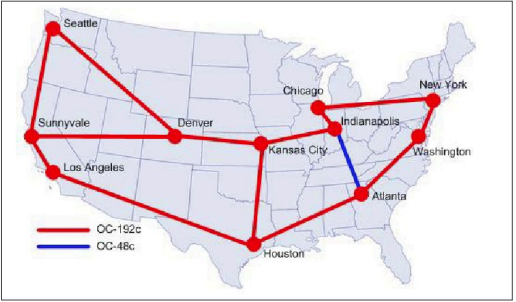 Seattle
Chicago
New York
Sunnyvale
Denver
Indianapolis
Kansas City
Washington
Los Angeles
Atlanta
OC-192c
OC-48c
Houston